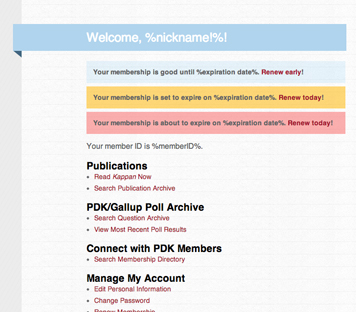 Welcome, %nickname!%!
Your membership is good until %expiration date%. Renew early!
Your membership is set to expire on %expiration date%. Renew today!
Your membership is about to expire on %expiration date%. Renew today!
Your member ID is %memberID%.
Publications
Read Kappan Now
Search Publication Archive
PDK/Gallup Poll Archive
Search Question Archive
View Most Recent Poll Results
Connect with PDK Members
Search Membership Directory
Manage My Account
Edit Personal Information
Change Password
Renew Membership